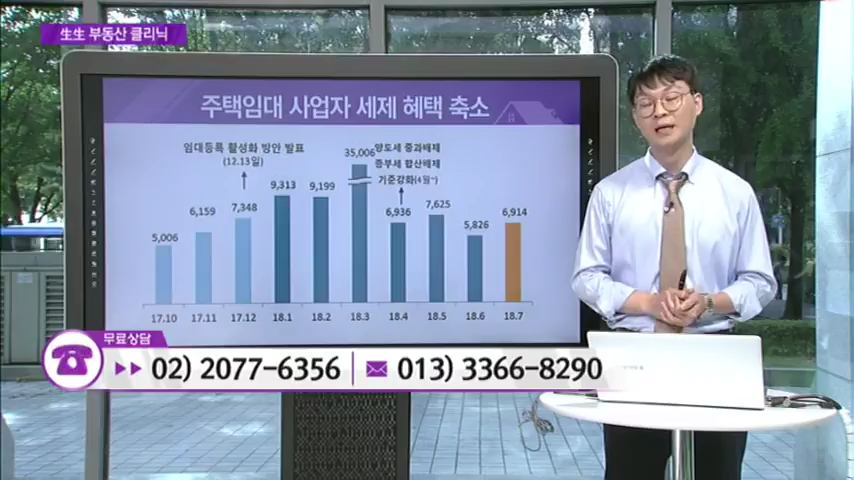 生生 부동산 클리닉
주택임대 사업자 세제 혜택 축소
임대등록 활성화 방안 발표
(12.13일)
양도세 중과배제
종부세 합산배제
기준강화(4월~)
5,006
6,159
7,348
9,313
9,199
35,006
6,936
7,625
5,826
6,914
17.10
17.11
17.12
18.1
18.2
18.3
18.4
18.5
18.6
18.7
무료상담
02) 2077-6356
013) 3366-8290